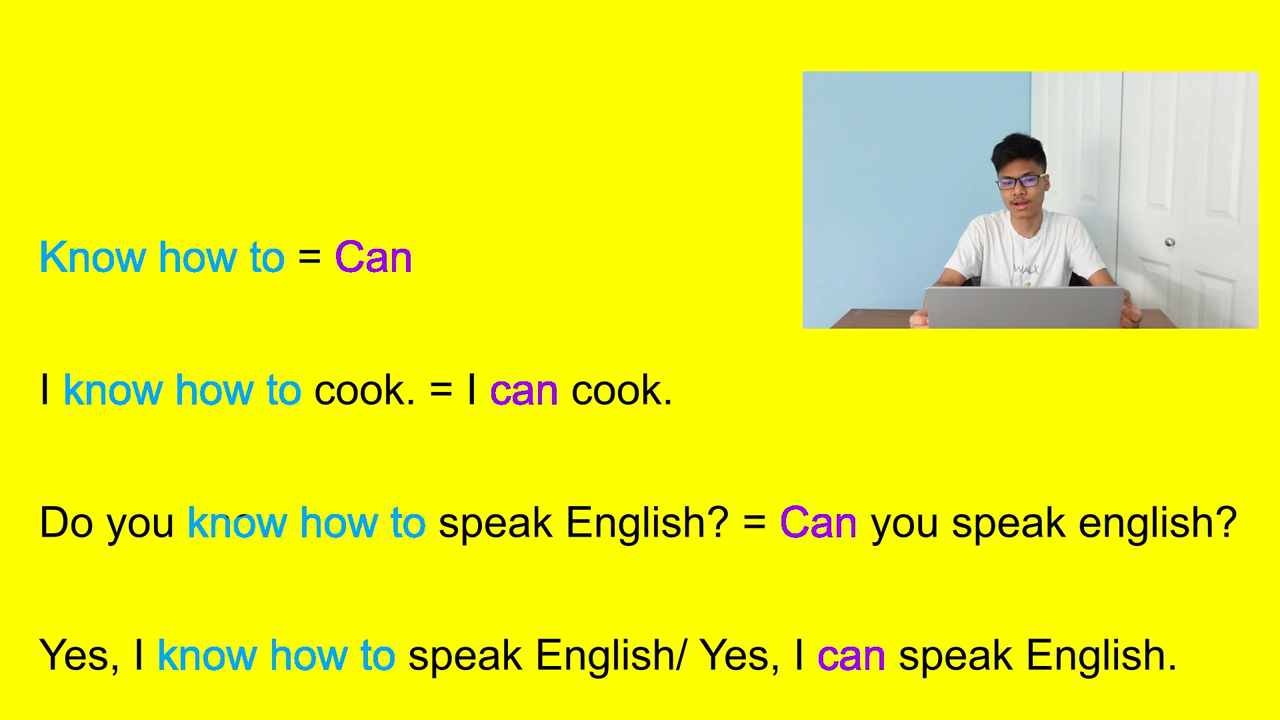 WALK
Know how to = Can
I know how to cook. = I can cook.
Do you know how to speak English? = Can you speak english?
Yes, I know how to speak English/ Yes, I can speak English.